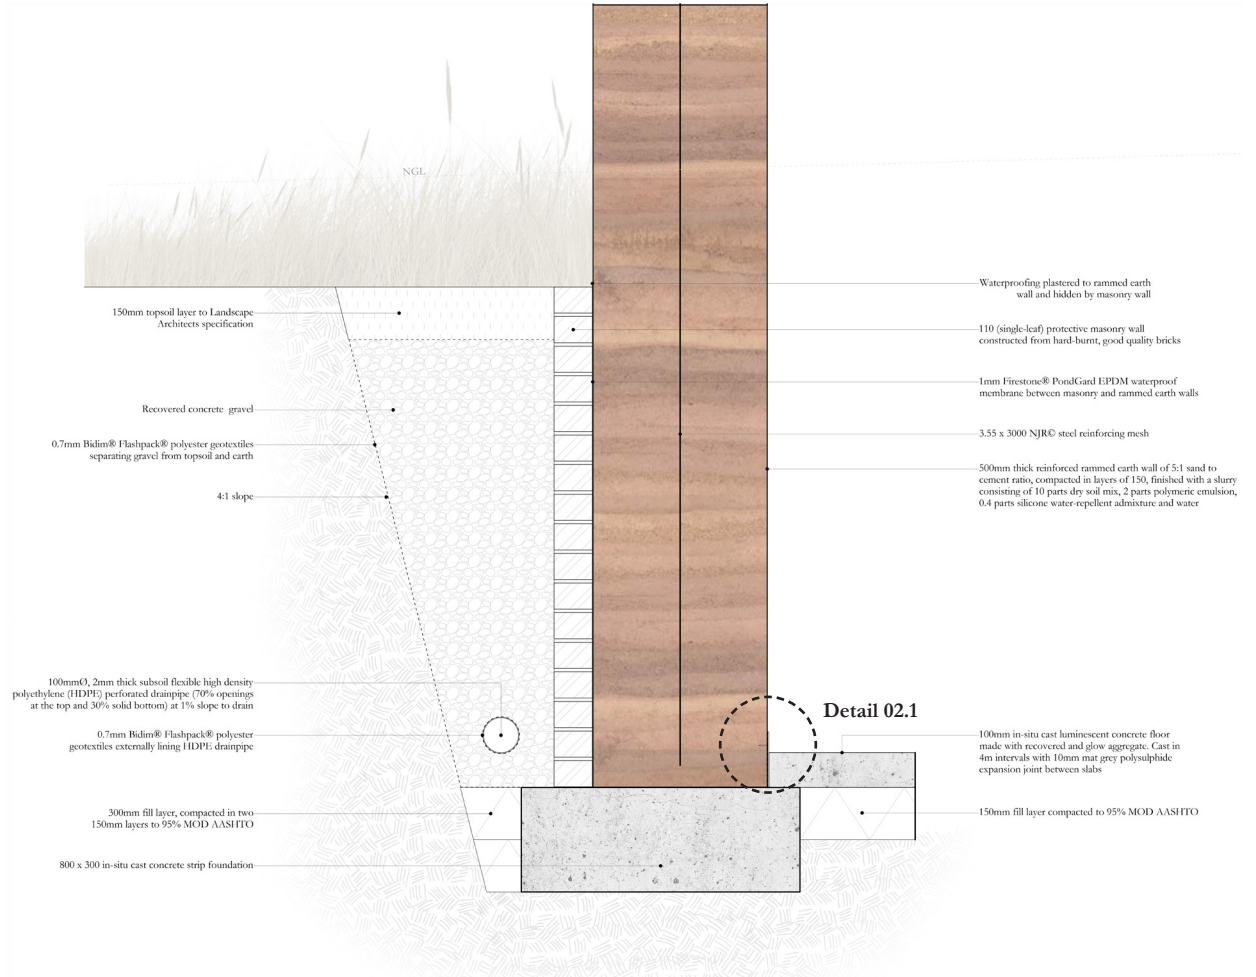 NGL
150mm topsoil layer to Landscape
Architects specification
Recovered concrete gravel
0.7mm Bidim® Flashpack® polyester geotextiles
separating gravel from topsoil and earth
4:1 slope
100mmØ, 2mm thick subsoil flexible high density
polyethylene (HDPE) perforated drainpipe (70% openings
at the top and 30% solid bottom) at 1% slope to drain
0.7mm Bidim® Flashpack® polyester
geotextiles externally lining HDPE drainpipe
300mm fill layer, compacted in two
150mm layers to 95% MOD AASHTO
800 x 300 in-situ cast concrete strip foundation
Waterproofing plastered to rammed earth
wall and hidden by masonry wall
110 (single-leaf) protective masonry wall
constructed from hard-burnt, good quality bricks
1mm Firestone® PondGard EPDM waterproof
membrane between masonry and rammed earth walls
3.55 x 3000 NJR© steel reinforcing mesh
500mm thick reinforced rammed earth wall of 5:1 sand to
cement ratio, compacted in layers of 150, finished with a slurry
consisting of 10 parts dry soil mix, 2 parts polymeric emulsion,
0.4 parts silicone water-repellent admixture and water
Detail 02.1
100mm in-situ cast luminescent concrete floor
made with recovered and glow aggregate. Cast in
4m intervals with 10mm mat grey polysulphide
expansion joint between slabs
150mm fill layer compacted to 95% MOD AASHTO